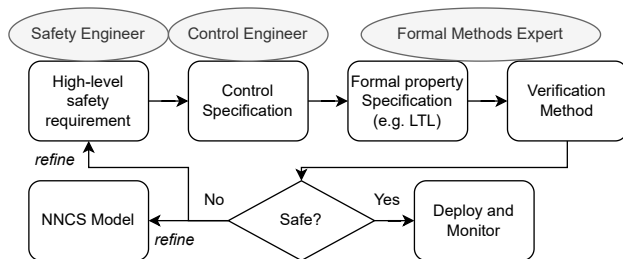 Safety Engineer
Control Engineer
Formal Methods Expert
High-level
safety
requirement
Control
Specification
Formal property
Specification
(e.g. LTL)
Verification
Method
refine
No
Yes
NNCS Model
refine
Safe?
Deploy and
Monitor